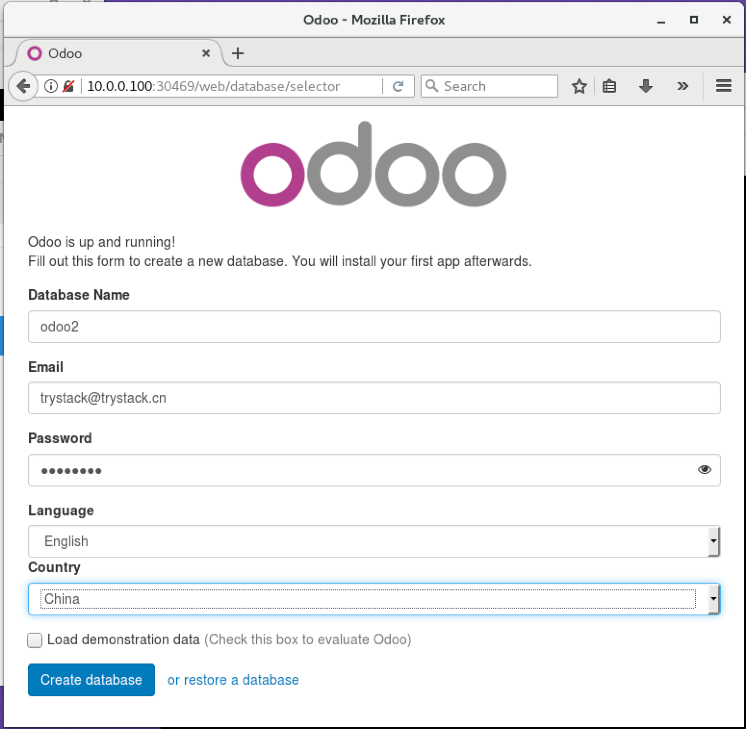 Odoo - Mozilla Firefox
Odoo
10.0.0.100:30469/web/database/selector
Search
odoo
Odoo is up and running!
Fill out this form to create a new database. You will install your first app afterwards.
Database Name
odoo2
Email
trystack@trystack.cn
Password
●●●●●●●●
Language
English
Country
China
Load demonstration data (Check this box to evaluate Odoo)
Create database or restore a database